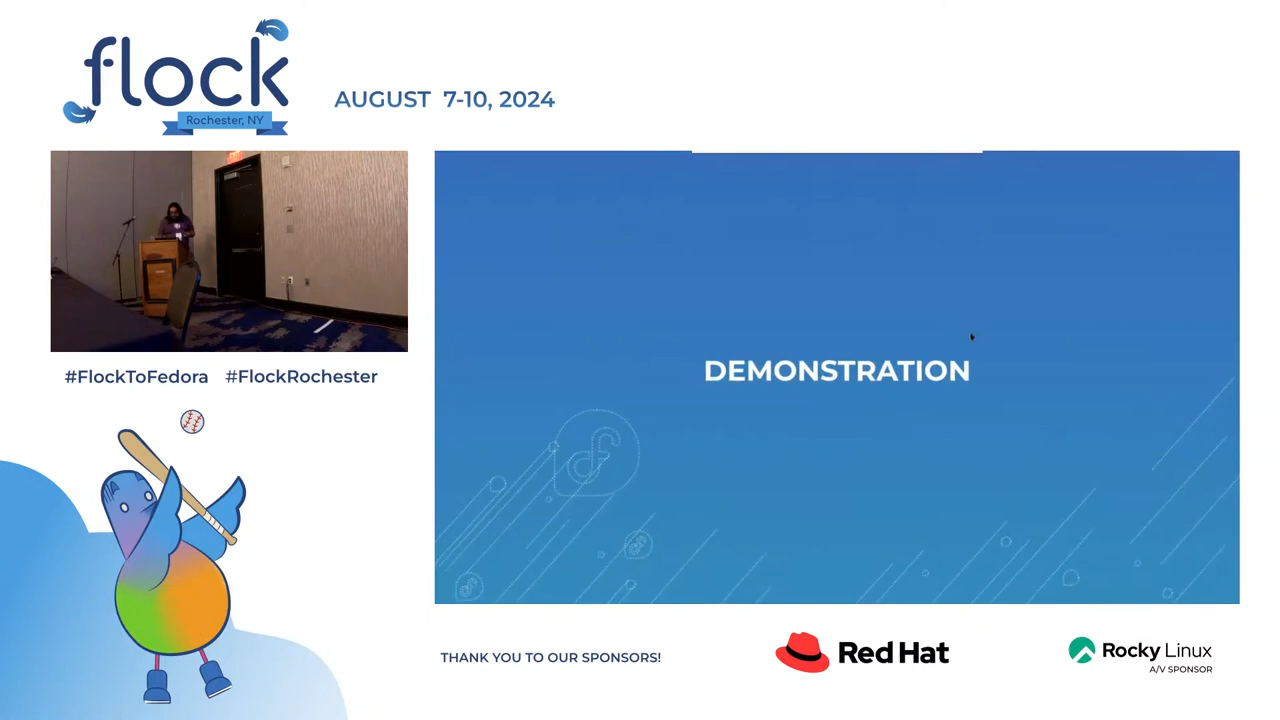 flock
Rochester, NY
AUGUST 7-10, 2024
#FlockToFedora #FlockRochester
DEMONSTRATION
THANK YOU TO OUR SPONSORS!
Red Hat
Rocky Linux
A/V SPONSOR